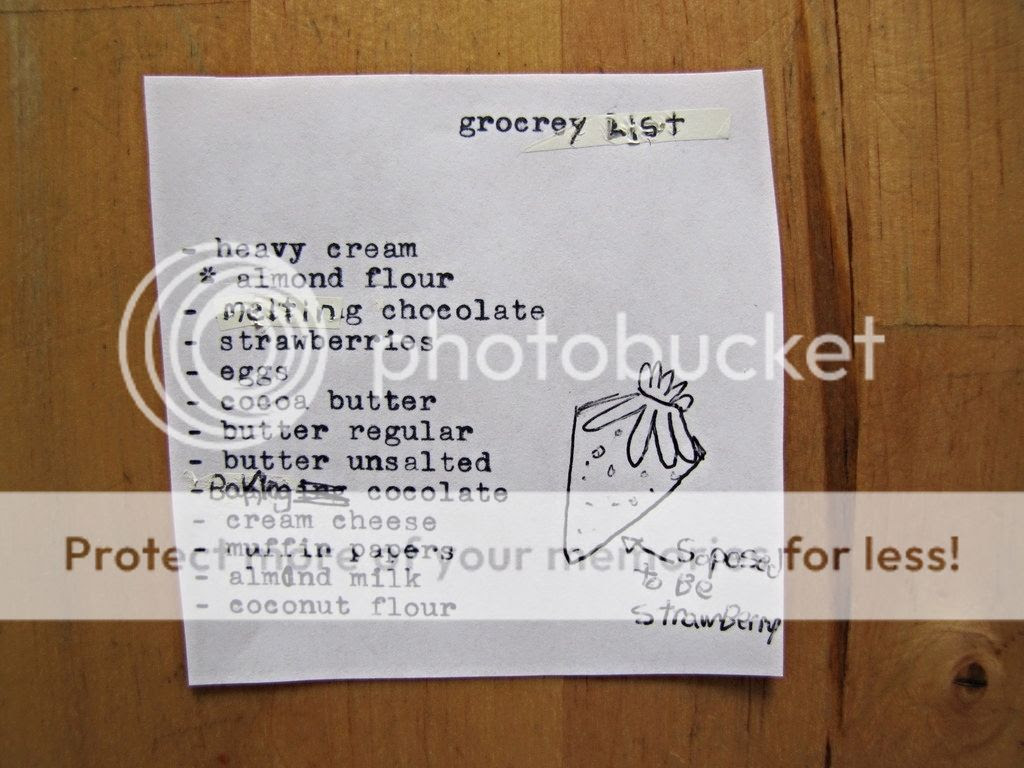 grocrey List
- heavy cream
* almond flour
- melting chocolate
- strawberries
- eggs
- cocoa butter
- butter regular
- butter unsalted
- Baking cocolate
- cream cheese
- muffin papers
- almond milk
- coconut flour
Soposed
to Be
strawBerry
photobucket
Protect more of your memories for less!